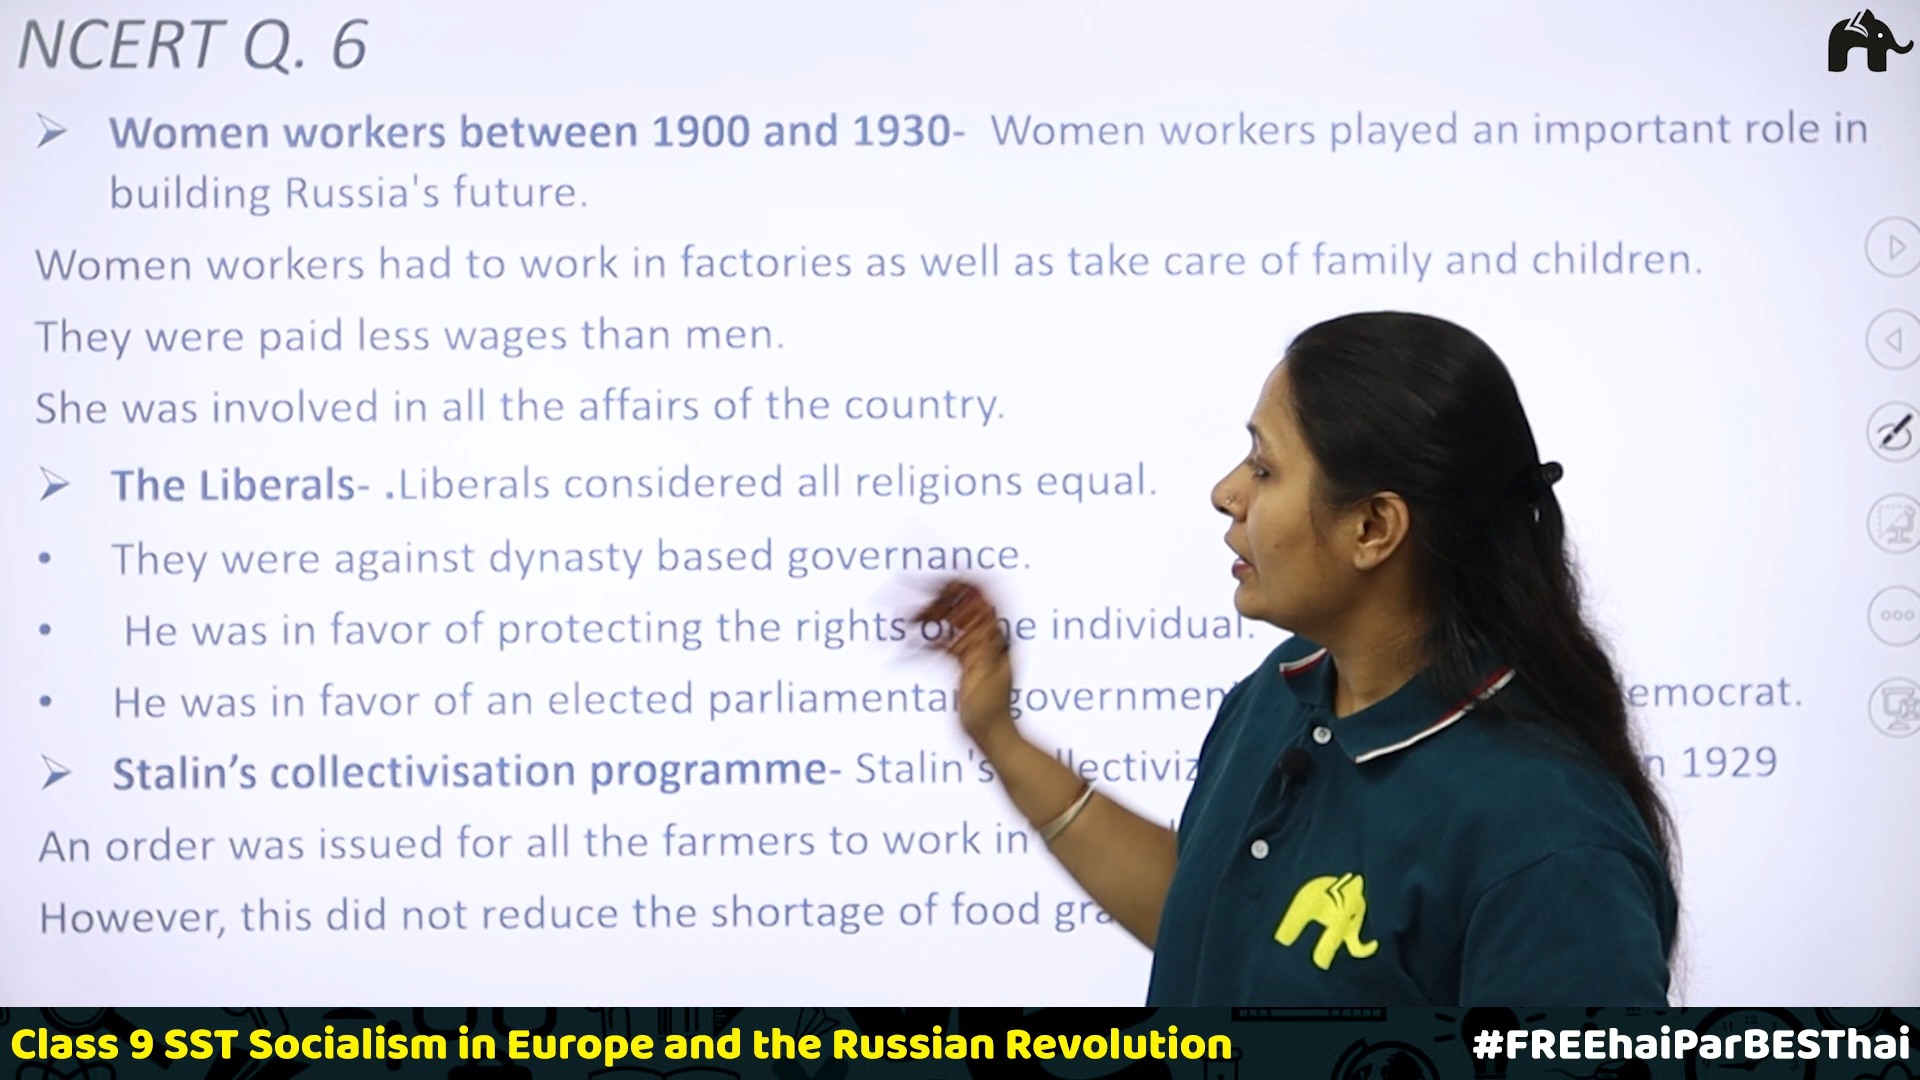 NCERT Q. 6
➤ Women workers between 1900 and 1930- Women workers played an important role in
building Russia's future.
Women workers had to work in factories as well as take care of family and children.
They were paid less wages than men.
She was involved in all the affairs of the country.
➤ The Liberals- .Liberals considered all religions equal.
• They were against dynasty based governance.
• He was in favor of protecting the rights individual.
• He was in favor of an elected parliamentary government
➤ Stalin’s collectivisation programme- Stalin's 1929
An order was issued for all the farmers to work in
However, this did not reduce the shortage of food
Class 9 SST Socialism in Europe and the Russian Revolution
#FREEhaiParBESThai